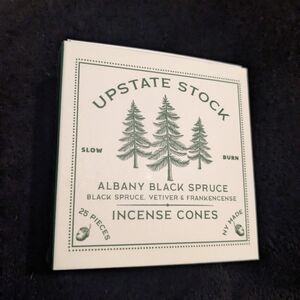 UPSTATE STOCK
SLOW
BURN
ALBANY BLACK SPRUCE
BLACK SPRUCE, VETIVER & FRANKENCENSE
INCENSE CONES
25 PIECES
NY MADE